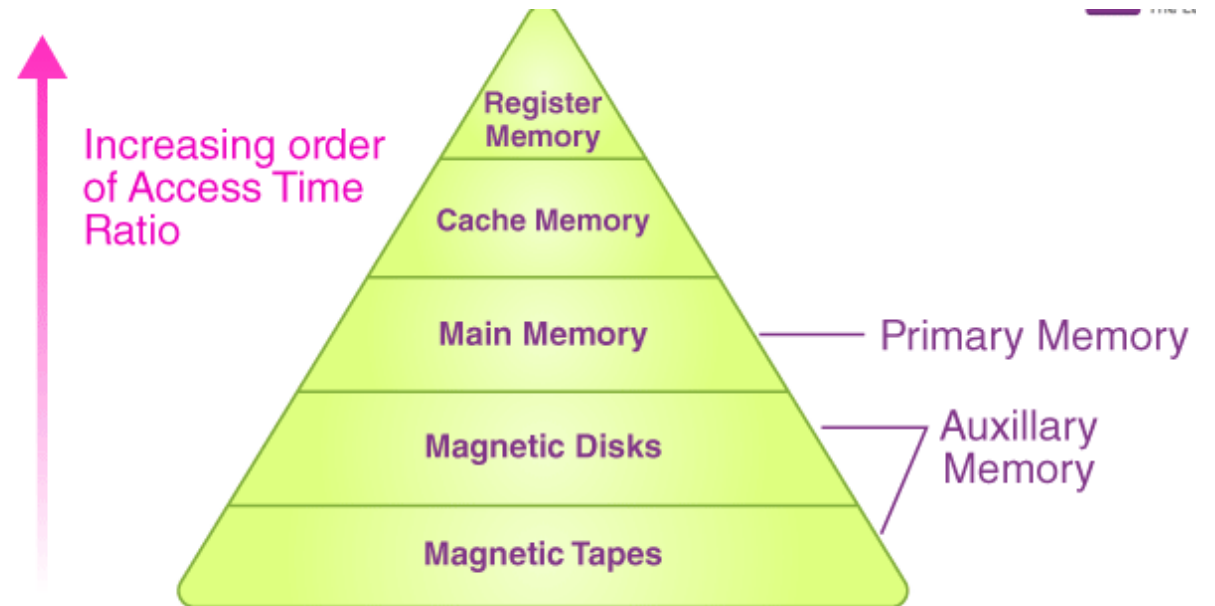 Increasing order
of Access Time
Ratio
Register
Memory
Cache Memory
Main Memory
Magnetic Disks
Magnetic Tapes
Primary Memory
Auxillary
Memory